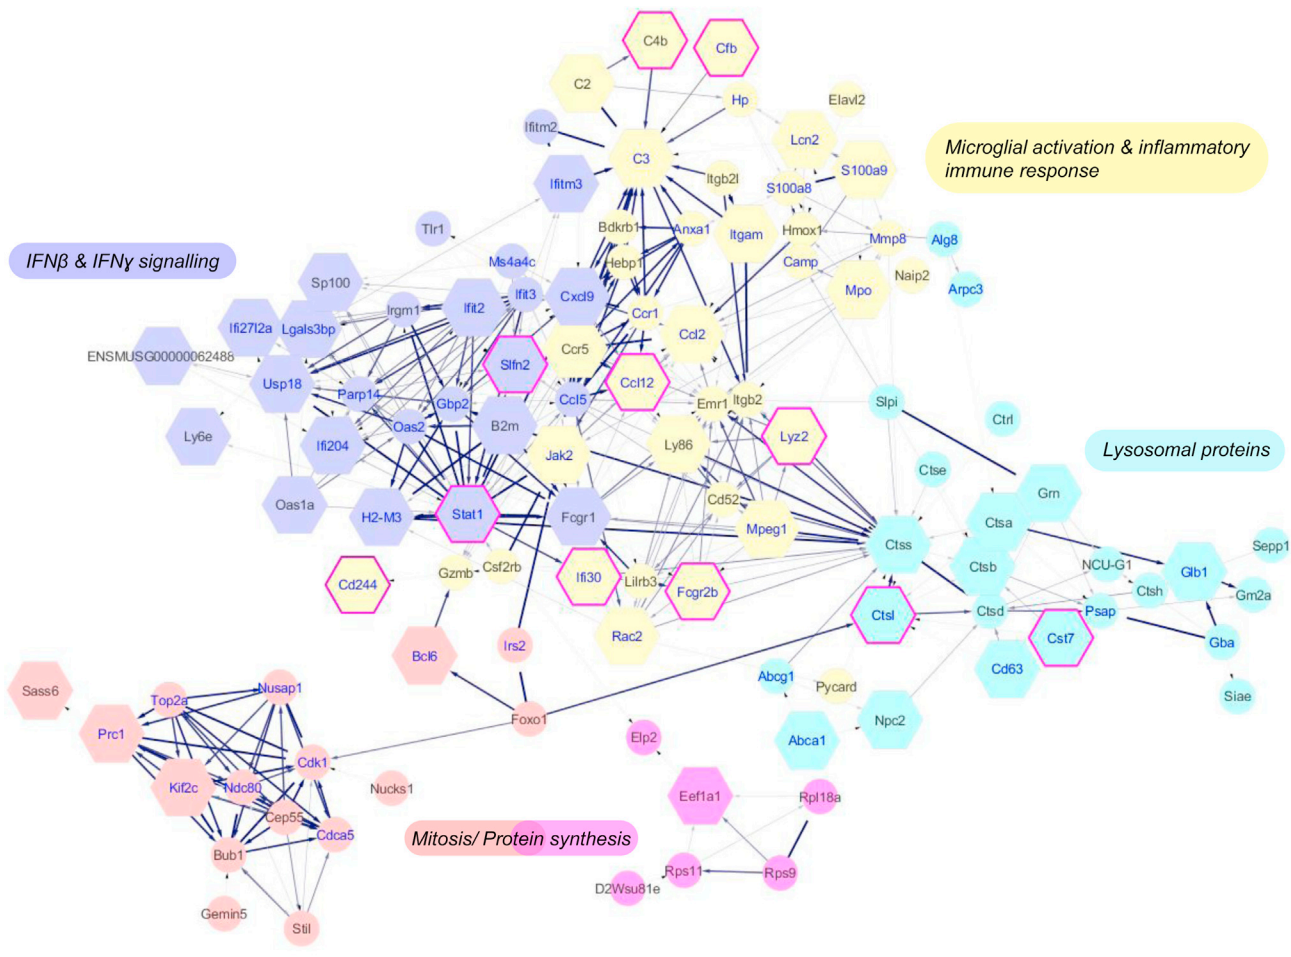 C4b
Cfb
C2
Hp
Elavl2
Ifitm2
Lcn2
C3
Microglial activation & inflammatory
immune response
Itgb2l
S100a9
Ifitm3
S100a8
Tlr1
Bdkrb1
Anxa1
Itgam
Hmox1
Mmp8
Alg8
IFNβ & IFNɣ signalling
Ms4a4c
Hebp1
Camp
Naip2
Sp100
Ifit3
Cxcl9
Mpo
Arpc3
Irgm1
Ifit2
Ccr1
Ifi27l2a
Lgals3bp
Ccl2
ENSMUSG00000062488
Ccr5
Slfn2
Usp18
Parp14
Ccl12
Gbp2
Ccl5
Emr1
Itgb2
Slpi
Ctrl
Oas2
B2m
Ly6e
Ifi204
Ly86
Lyz2
Lysosomal proteins
Jak2
Ctse
Grn
Oas1a
H2-M3
Stat1
Fcgr1
Cd52
Mpeg1
Ctsa
Ctss
Sepp1
Csf2rb
Gzmb
Cd244
Ifi30
Lilrb3
Fcgr2b
Ctsb
NCU-G1
Glb1
Ctsh
Gm2a
Ctsl
Ctsd
Psap
Rac2
Cst7
Gba
Irs2
Bcl6
Cd63
Abcg1
Pycard
Siae
Sass6
Top2a
Nusap1
Foxo1
Npc2
Prc1
Elp2
Abca1
Cdk1
Kif2c
Ndc80
Nucks1
Eef1a1
Rpl18a
Cep55
Cdca5
Mitosis/ Protein synthesis
Bub1
Rps11
Rps9
D2Wsu81e
Gemin5
Stil